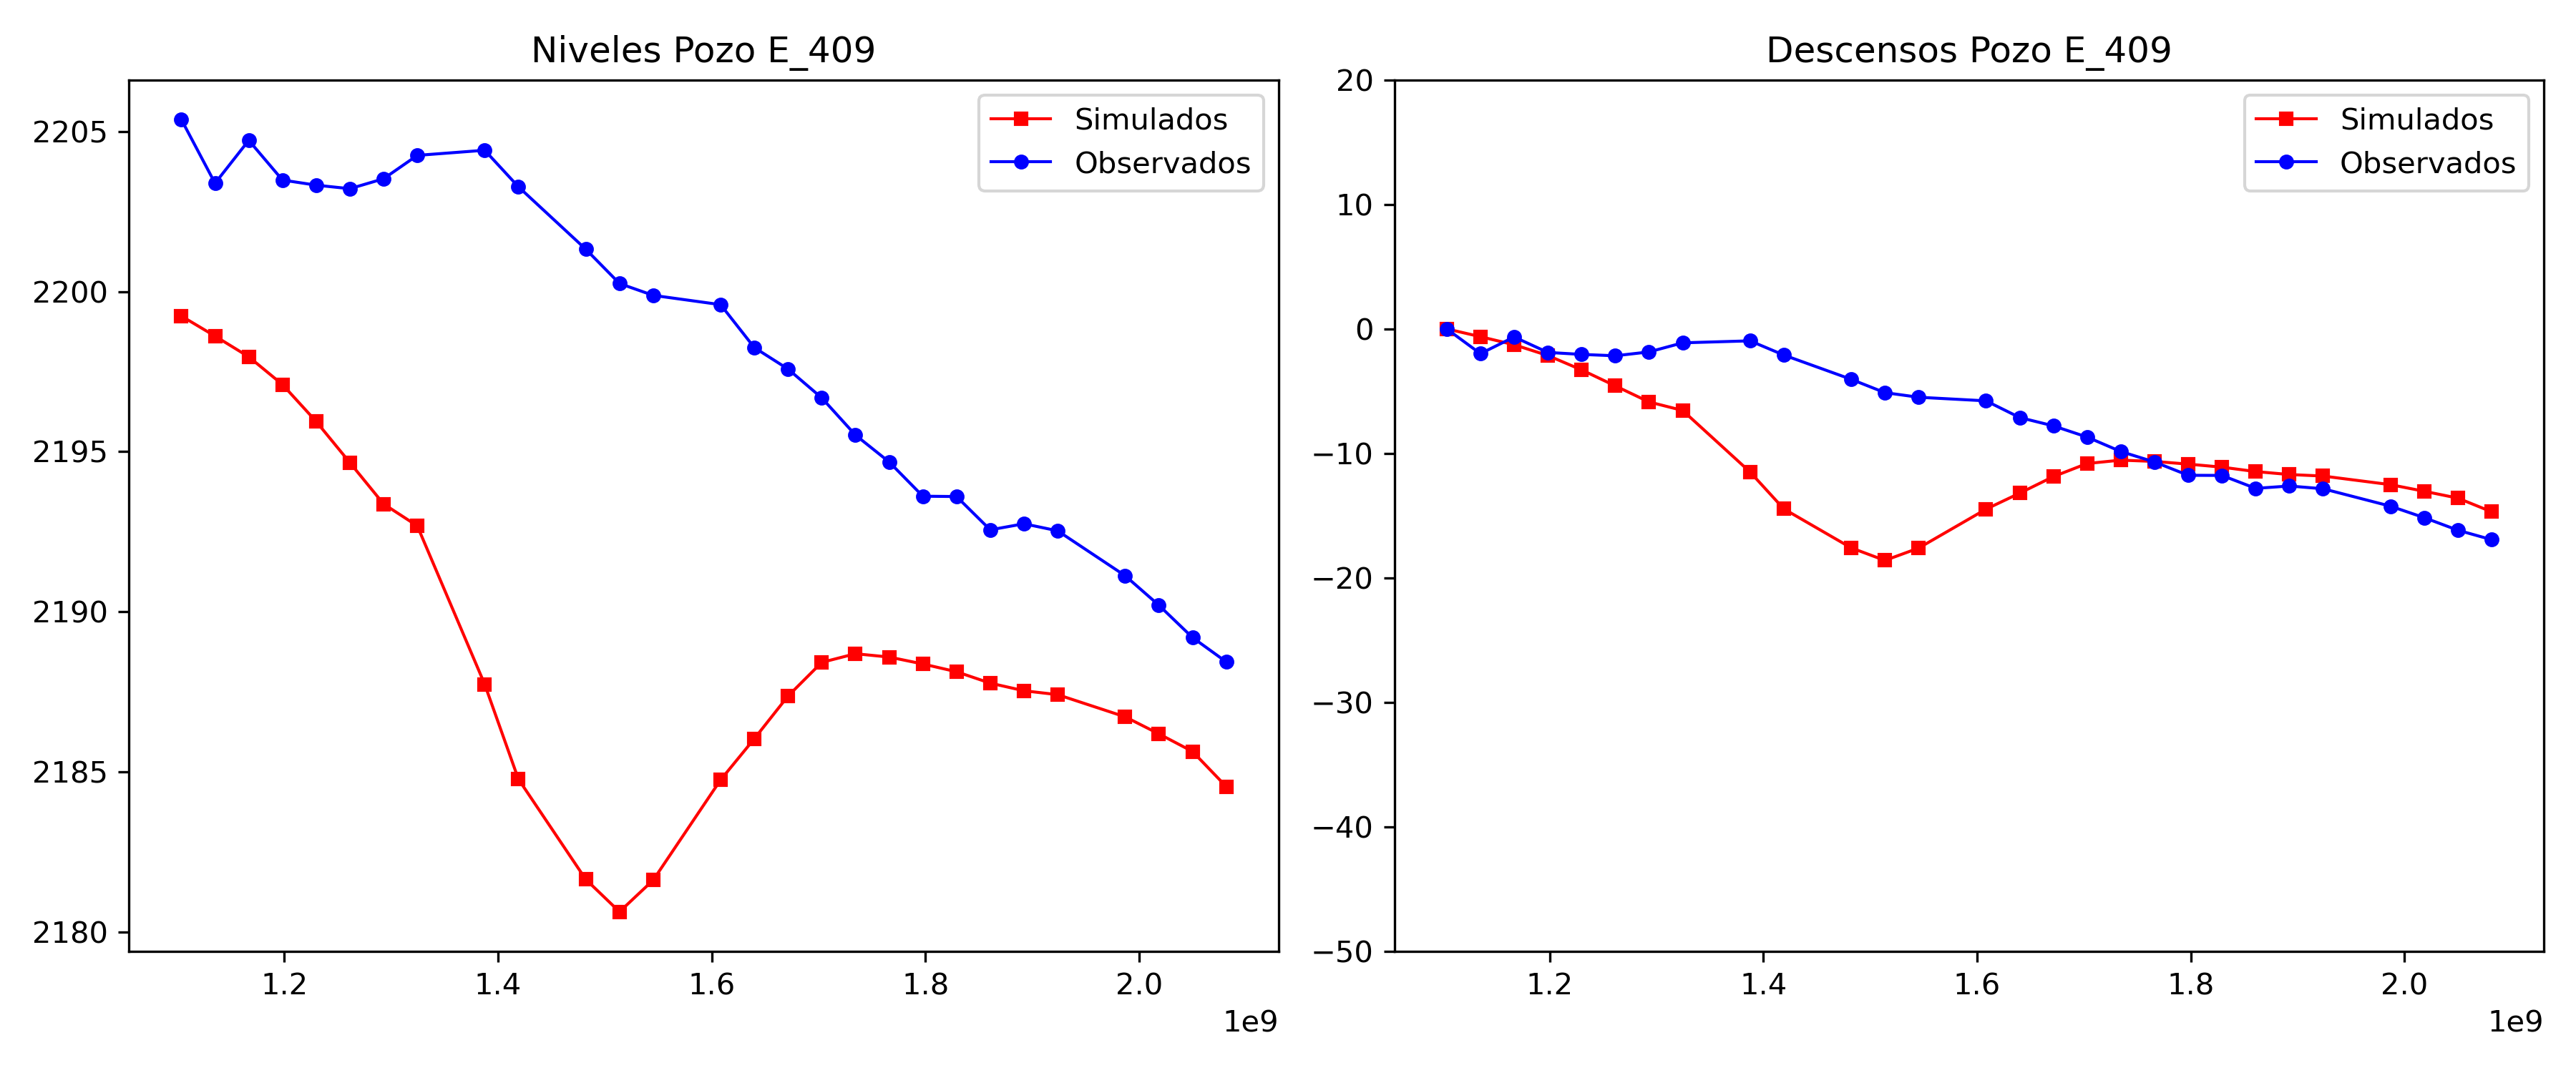 Niveles Pozo E_409
Simulados
Observados
2205
2200
2195
2190
2185
2180
1.2 1.4 1.6 1.8 2.0
1e9
Descensos Pozo E_409
Simulados
Observados
20
10
0
−10
−20
−30
−40
−50
1.2 1.4 1.6 1.8 2.0
1e9